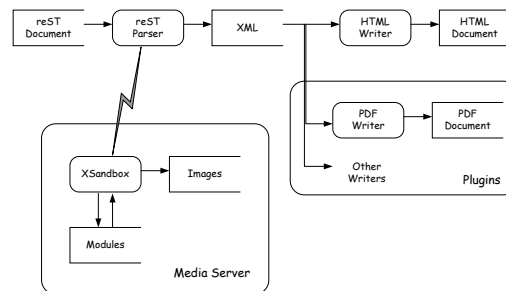 reST
Document
reST
Parser
XML
HTML
Writer
HTML
Document
PDF
Writer
PDF
Document
Other
Writers
Plugins
XSandbox
Images
Modules
Media Server